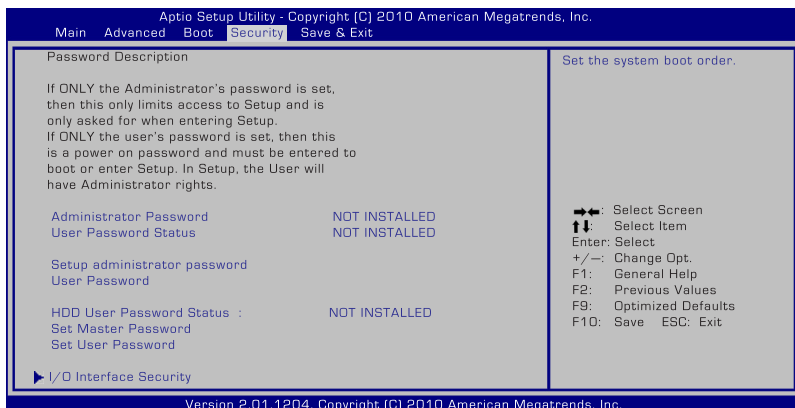 Aptio Setup Utility - Copyright (C) 2010 American Megatrends, Inc.
Main Advanced Boot Security Save & Exit
Password Description
If ONLY the Administrator's password is set,
then this only limits access to Setup and is
only asked for when entering Setup.
If ONLY the user's password is set, then this
is a power on password and must be entered to
boot or enter Setup. In Setup, the User will
have Administrator rights.
Administrator Password NOT INSTALLED
User Password Status NOT INSTALLED
Setup administrator password
User Password
HDD User Password Status : NOT INSTALLED
Set Master Password
Set User Password
I/O Interface Security
Set the system boot order.
→←: Select Screen
↑↓: Select Item
Enter: Select
+/—: Change Opt.
F1: General Help
F2: Previous Values
F9: Optimized Defaults
F10: Save ESC: Exit
Version 2.01.1204. Copyright (C) 2010 American Megatrends, Inc.